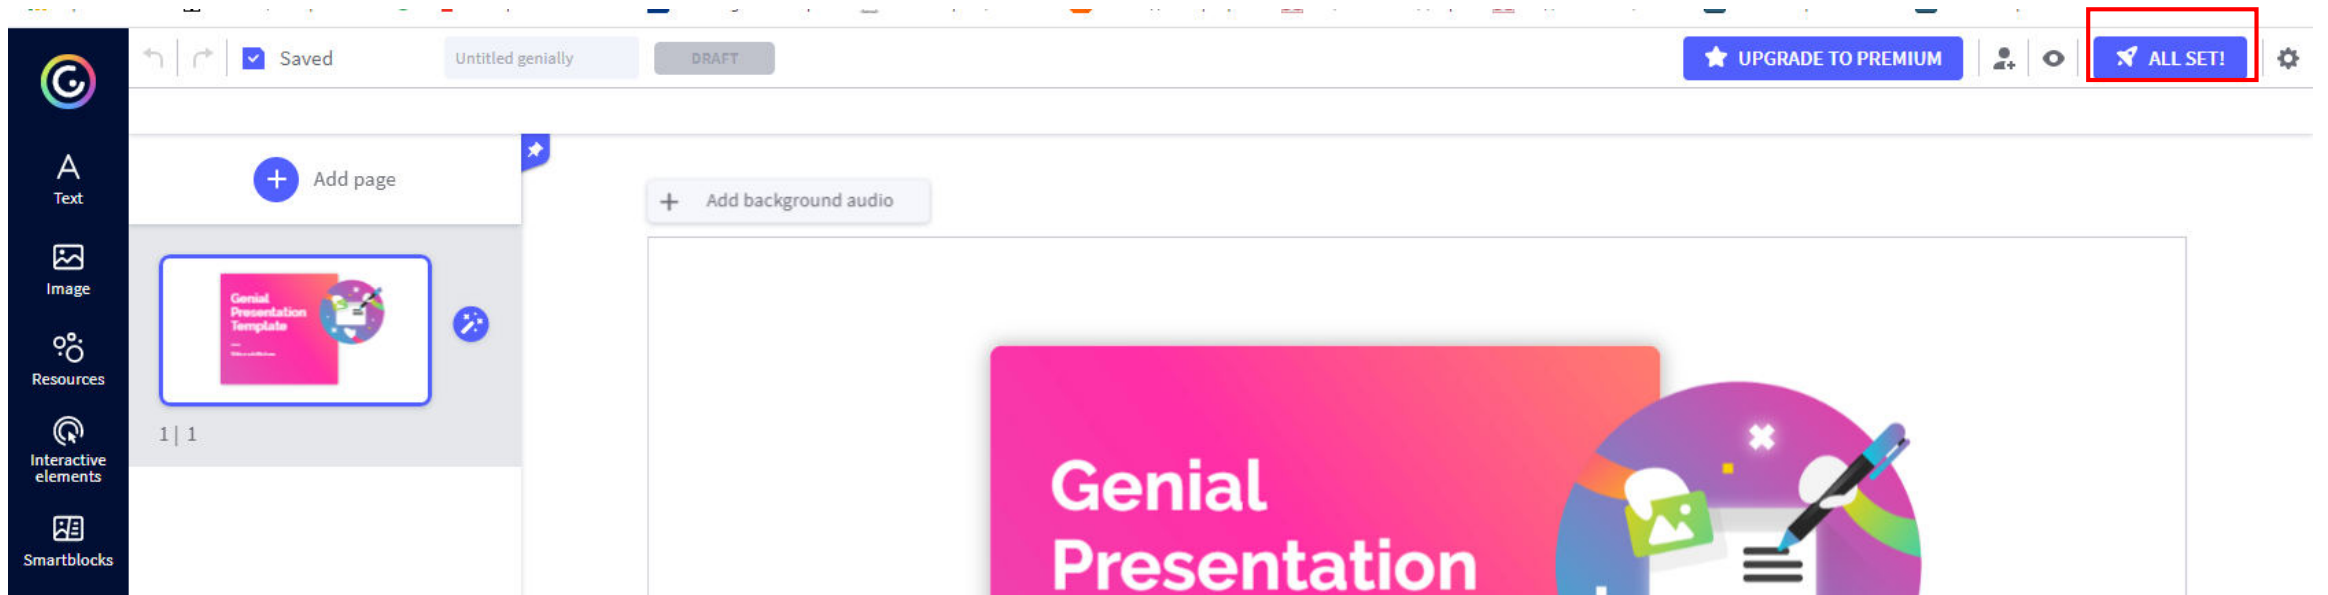 Saved
Untitled genially
DRAFT
UPGRADE TO PREMIUM
ALL SET!
Text
Image
Resources
Interactive
elements
Smartblocks
Add page
Genial
Presentation
Template
1| 1
Add background audio
Genial
Presentation